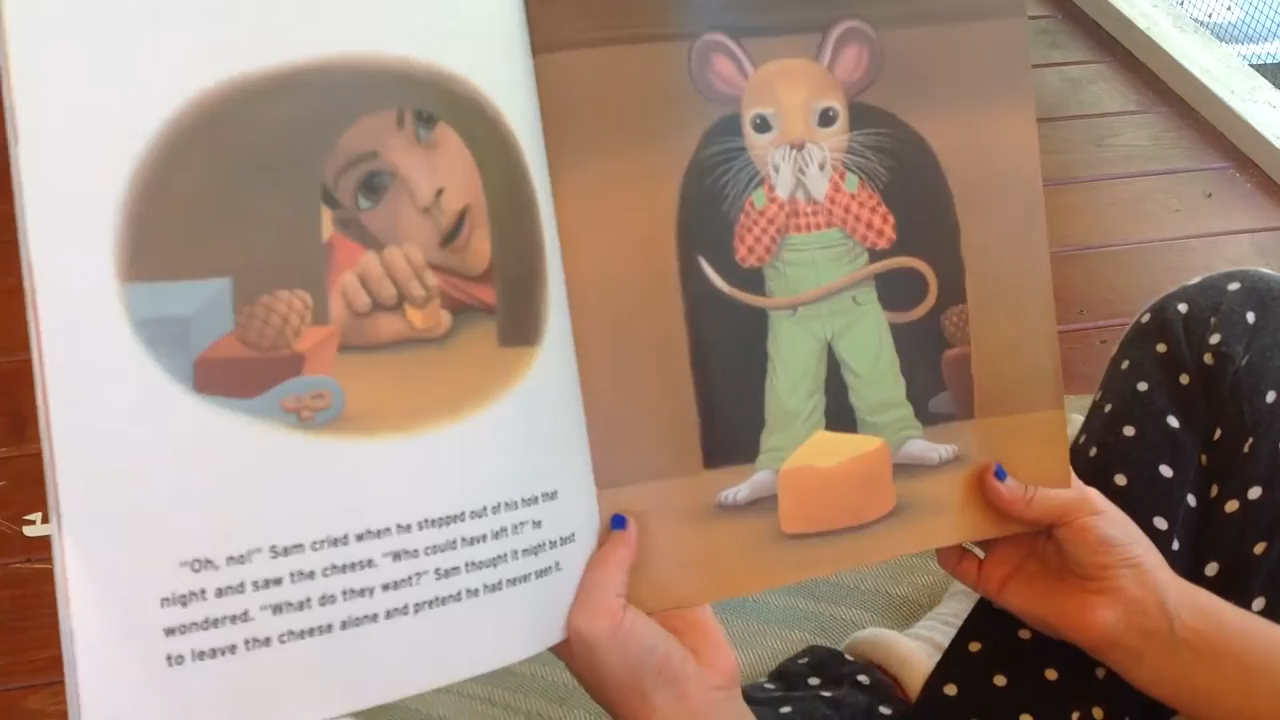 "Oh, no!" Sam cried when he stepped out of his hole that
night and saw the cheese. "Who could have left it?" he
wondered. "What do they want?" Sam thought it might be best
to leave the cheese alone and pretend he had never seen it.